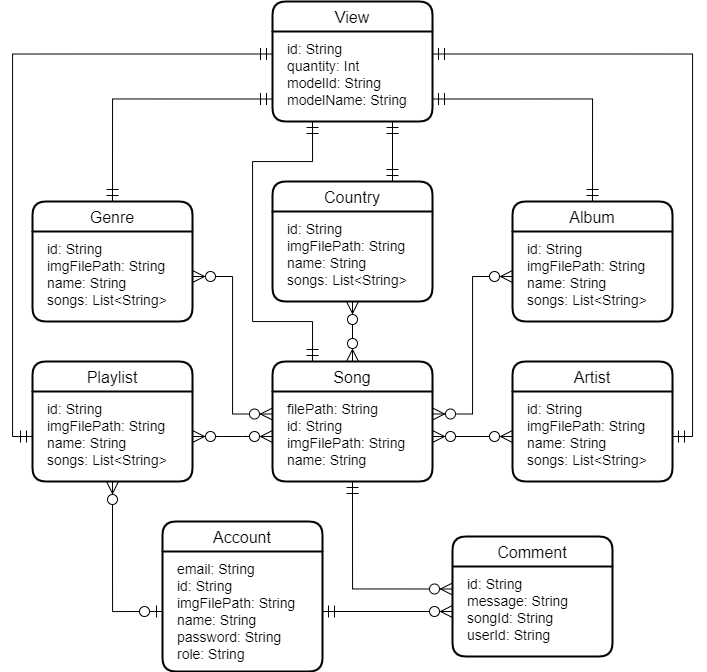 View
id: String
quantity: Int
modelId: String
modelName: String
Genre
id: String
imgFilePath: String
name: String
songs: List<String>
Country
id: String
imgFilePath: String
name: String
songs: List<String>
Album
id: String
imgFilePath: String
name: String
songs: List<String>
Playlist
id: String
imgFilePath: String
name: String
songs: List<String>
Song
filePath: String
id: String
imgFilePath: String
name: String
Artist
id: String
imgFilePath: String
name: String
songs: List<String>
Account
email: String
id: String
imgFilePath: String
name: String
password: String
role: String
Comment
id: String
message: String
songId: String
userId: String